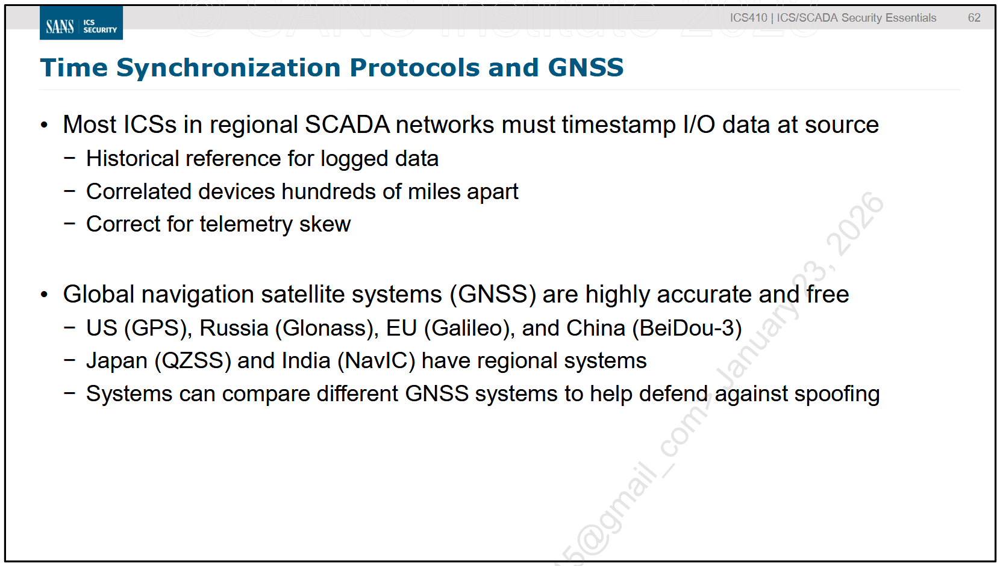 © SANS Institute 2026
ICS410 | ICS/SCADA Security Essentials 62
SANS ICS SECURITY
Time Synchronization Protocols and GNSS
• Most ICSs in regional SCADA networks must timestamp I/O data at source
− Historical reference for logged data
− Correlated devices hundreds of miles apart
− Correct for telemetry skew
• Global navigation satellite systems (GNSS) are highly accurate and free
− US (GPS), Russia (Glonass), EU (Galileo), and China (BeiDou-3)
− Japan (QZSS) and India (NavIC) have regional systems
− Systems can compare different GNSS systems to help defend against spoofing
5@gmail_com> January 23, 2026